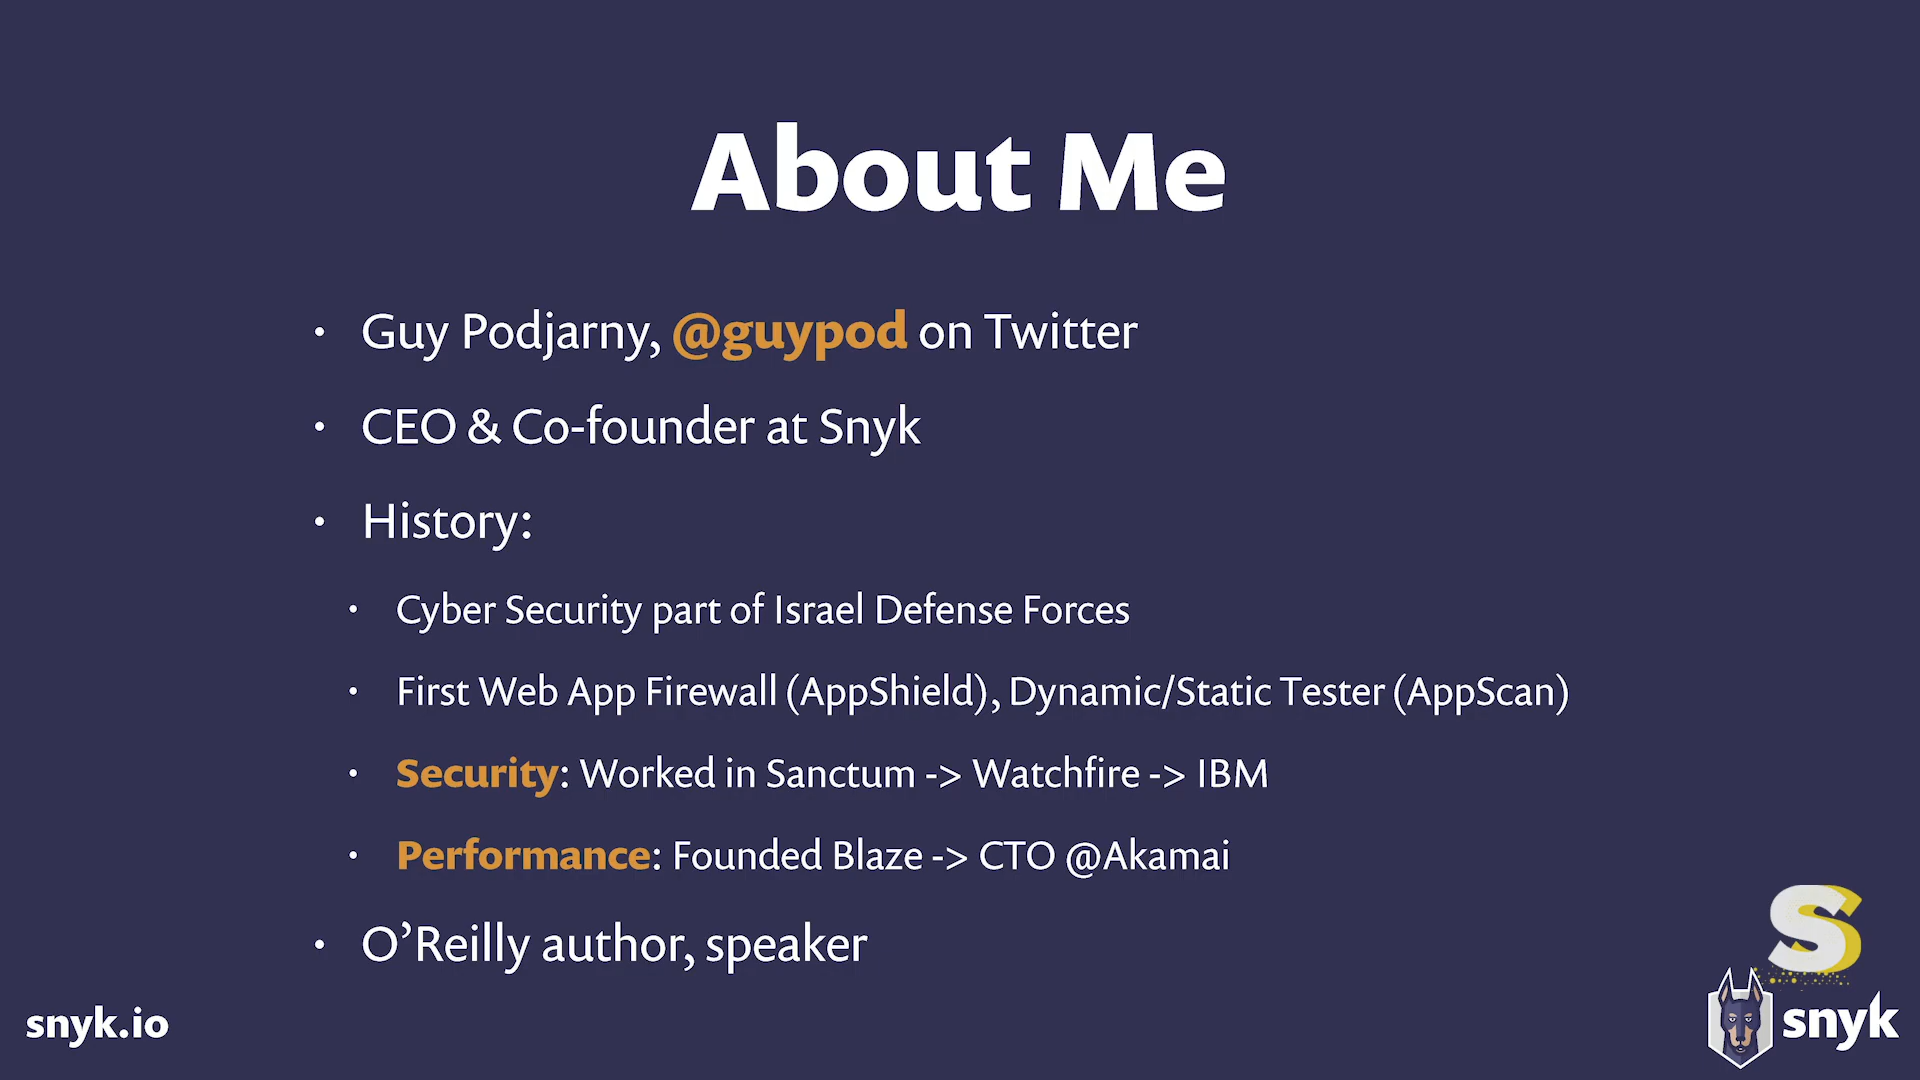 About Me
• Guy Podjarny, @guypod on Twitter
• CEO & Co-founder at Snyk
• History:
• Cyber Security part of Israel Defense Forces
• First Web App Firewall (AppShield), Dynamic/Static Tester (AppScan)
• Security: Worked in Sanctum -> Watchfire -> IBM
• Performance: Founded Blaze -> CTO @Akamai
• O’Reilly author, speaker
S
snyk.io
snyk